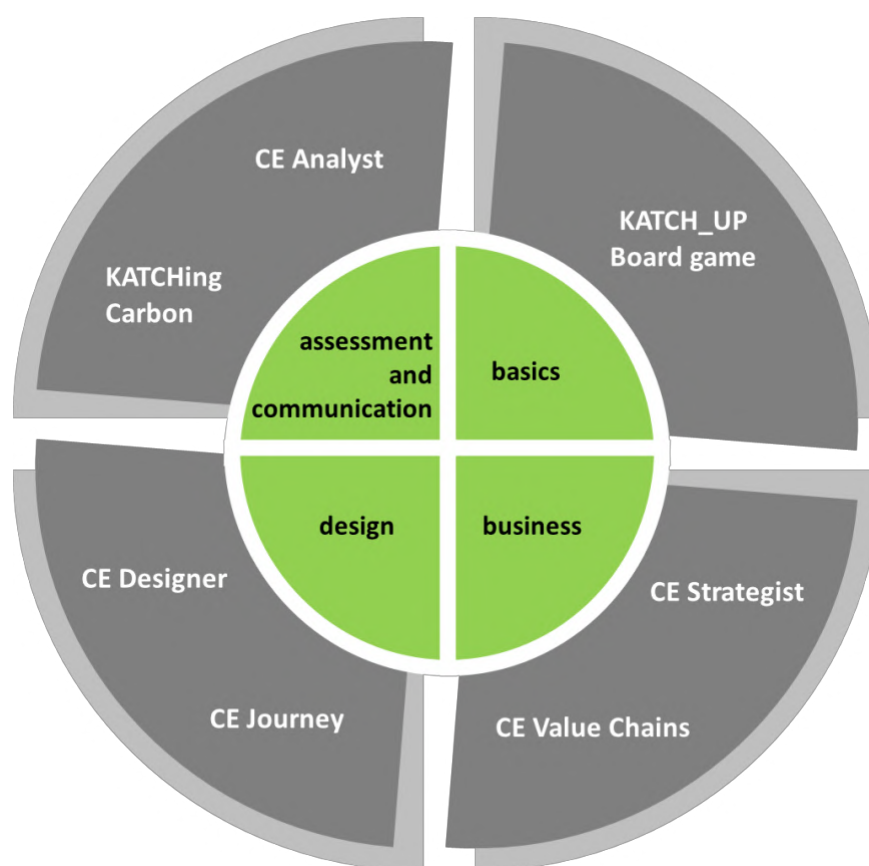 CE Analyst
KATCHing
Carbon
KATCH_UP
Board game
assessment
and
communication
basics
design
business
CE Designer
CE Journey
CE Strategist
CE Value Chains